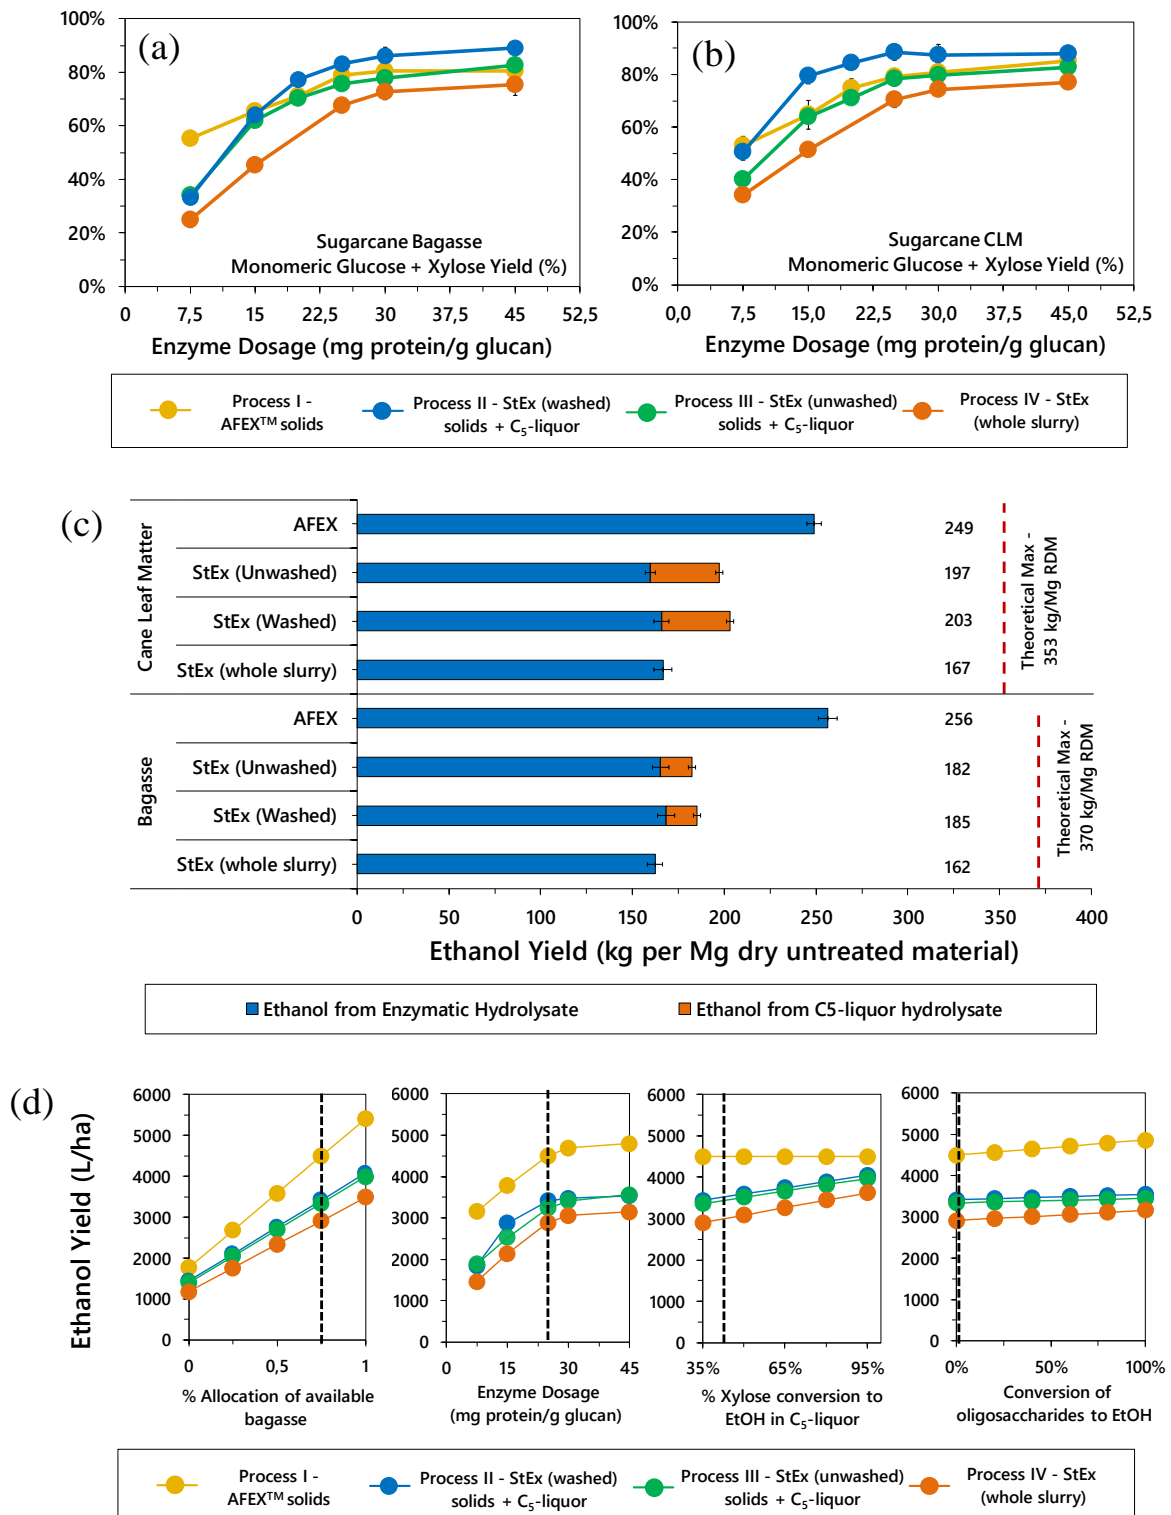 (a)
100%
80%
60%
40%
20%
0%
Sugarcane Bagasse
Monomeric Glucose + Xylose Yield (%)
0 7,5 15 22,5 30 37,5 45 52,5
Enzyme Dosage (mg protein/g glucan)
(b)
100%
80%
60%
40%
20%
0%
Sugarcane CLM
Monomeric Glucose + Xylose Yield (%)
0,0 7,5 15,0 22,5 30,0 37,5 45,0 52,5
Enzyme Dosage (mg protein/g glucan)
Process I -
AFEX™ solids
Process II - StEx (washed)
solids + C5-liquor
Process III - StEx (unwashed)
solids + C5-liquor
Process IV - StEx
(whole slurry)
(c)
Cane Leaf Matter
AFEX
249
StEx (Unwashed)
197
StEx (Washed)
203
StEx (whole slurry)
167
Theoretical Max -
353 kg/Mg RDM
Bagasse
AFEX
256
StEx (Unwashed)
182
StEx (Washed)
185
StEx (whole slurry)
162
Theoretical Max -
370 kg/Mg RDM
0 50 100 150 200 250 300 350 400
Ethanol Yield (kg per Mg dry untreated material)
Ethanol from Enzymatic Hydrolysate
Ethanol from C5-liquor hydrolysate
(d)
Ethanol Yield (L/ha)
6000
5000
4000
3000
2000
1000
0
0 0,5 1
% Allocation of available
bagasse
6000
5000
4000
3000
2000
1000
0
0 15 30 45
Enzyme Dosage
(mg protein/g glucan)
6000
5000
4000
3000
2000
1000
0
35% 65% 95%
% Xylose conversion to
EtOH in C5-liquor
6000
5000
4000
3000
2000
1000
0
0% 50% 100%
Conversion of
oligosaccharides to EtOH
Process I -
AFEX™ solids
Process II - StEx (washed)
solids + C5-liquor
Process III - StEx (unwashed)
solids + C5-liquor
Process IV - StEx
(whole slurry)